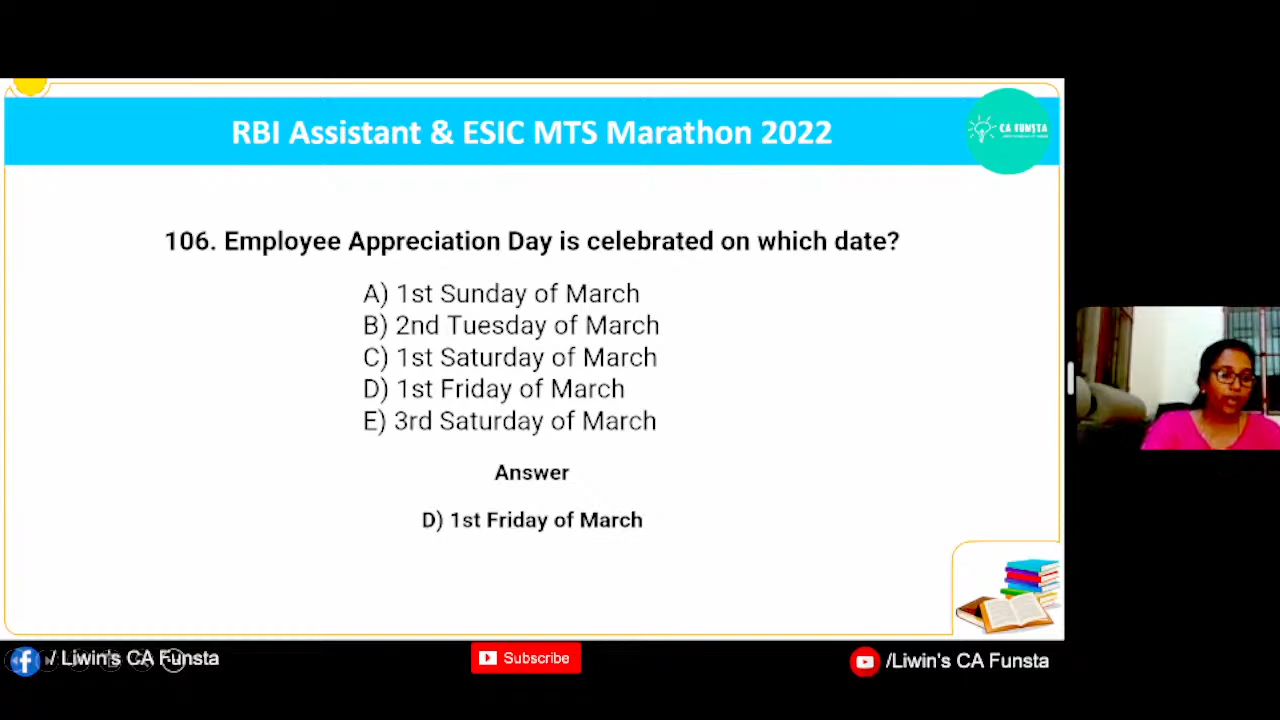 RBI Assistant & ESIC MTS Marathon 2022
CA FUNSTA
106. Employee Appreciation Day is celebrated on which date?
A) 1st Sunday of March
B) 2nd Tuesday of March
C) 1st Saturday of March
D) 1st Friday of March
E) 3rd Saturday of March
Answer
D) 1st Friday of March
/ Liwin's CA Funsta
Subscribe
/Liwin's CA Funsta